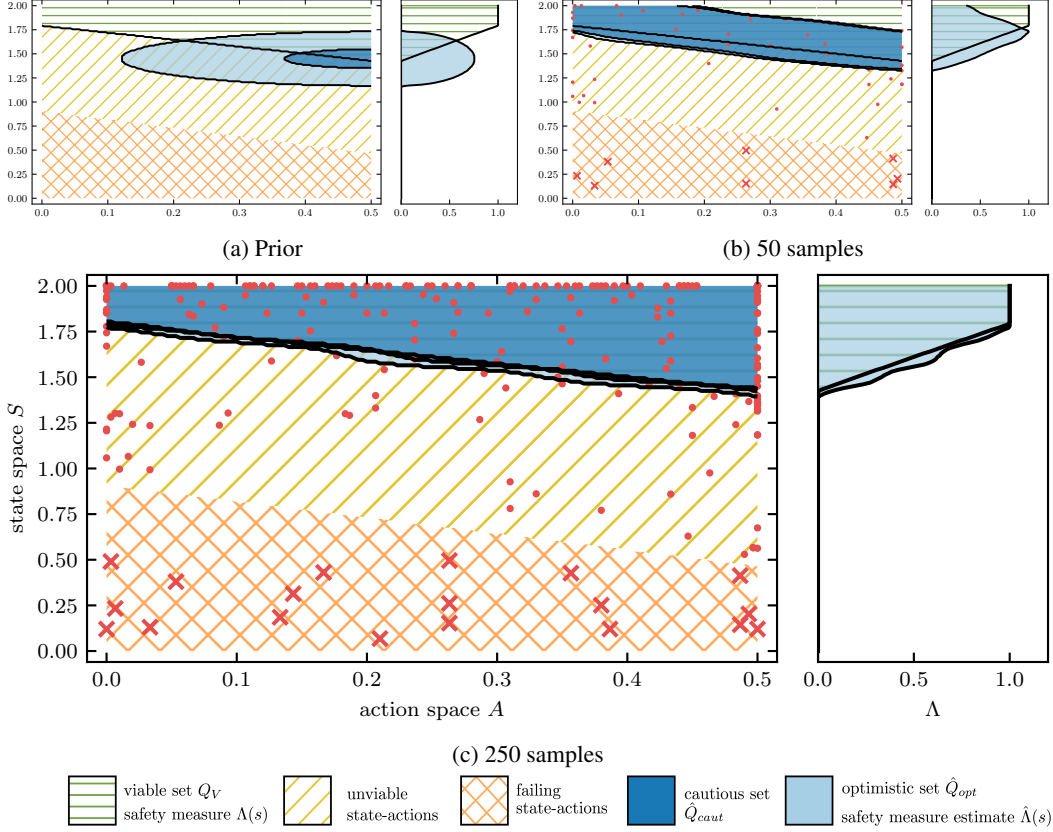 2.00
1.75
1.50
1.25
1.00
0.75
0.50
0.25
0.00
0.0 0.1 0.2 0.3 0.4 0.5 0.0 0.5 1.0
(a) Prior
2.00
1.75
1.50
1.25
1.00
0.75
0.50
0.25
0.00
0.0 0.1 0.2 0.3 0.4 0.5 0.0 0.5 1.0
(b) 50 samples
state space S
2.00
1.75
1.50
1.25
1.00
0.75
0.50
0.25
0.00
0.0 0.1 0.2 0.3 0.4 0.5 0.0 0.5 1.0
action space A Λ
(c) 250 samples
viable set Q_V
safety measure Λ(s)
unviable
state-actions
failing
state-actions
cautious set
Q̂_caut
optimistic set Q̂_opt
safety measure estimate Λ̂(s)